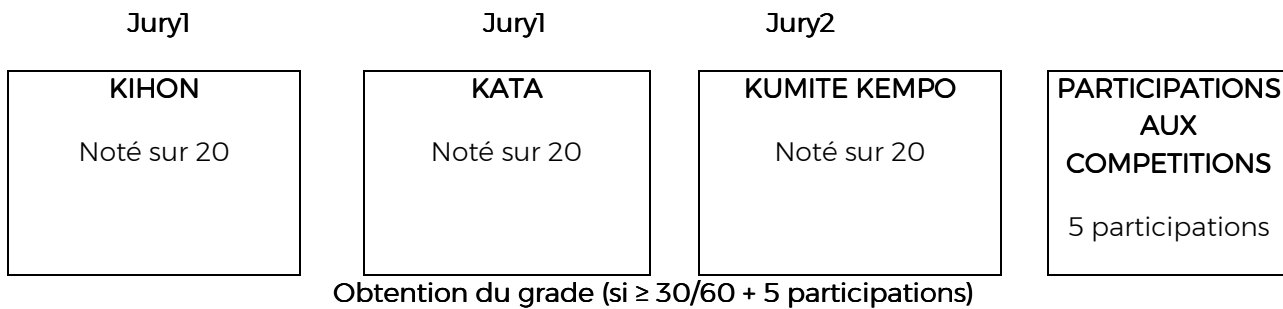 Jury1 Jury1 Jury2
KIHON
Noté sur 20
KATA
Noté sur 20
KUMITE KEMPO
Noté sur 20
PARTICIPATIONS
AUX
COMPETITIONS
5 participations
Obtention du grade (si ≥ 30/60 + 5 participations)